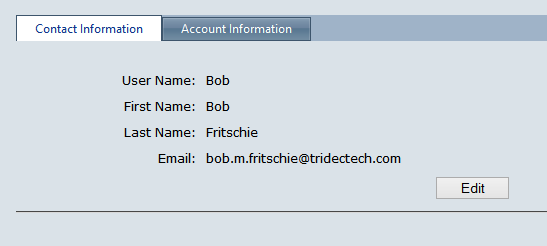 Contact Information Account Information
User Name: Bob
First Name: Bob
Last Name: Fritschie
Email: bob.m.fritschie@tridectech.com
Edit